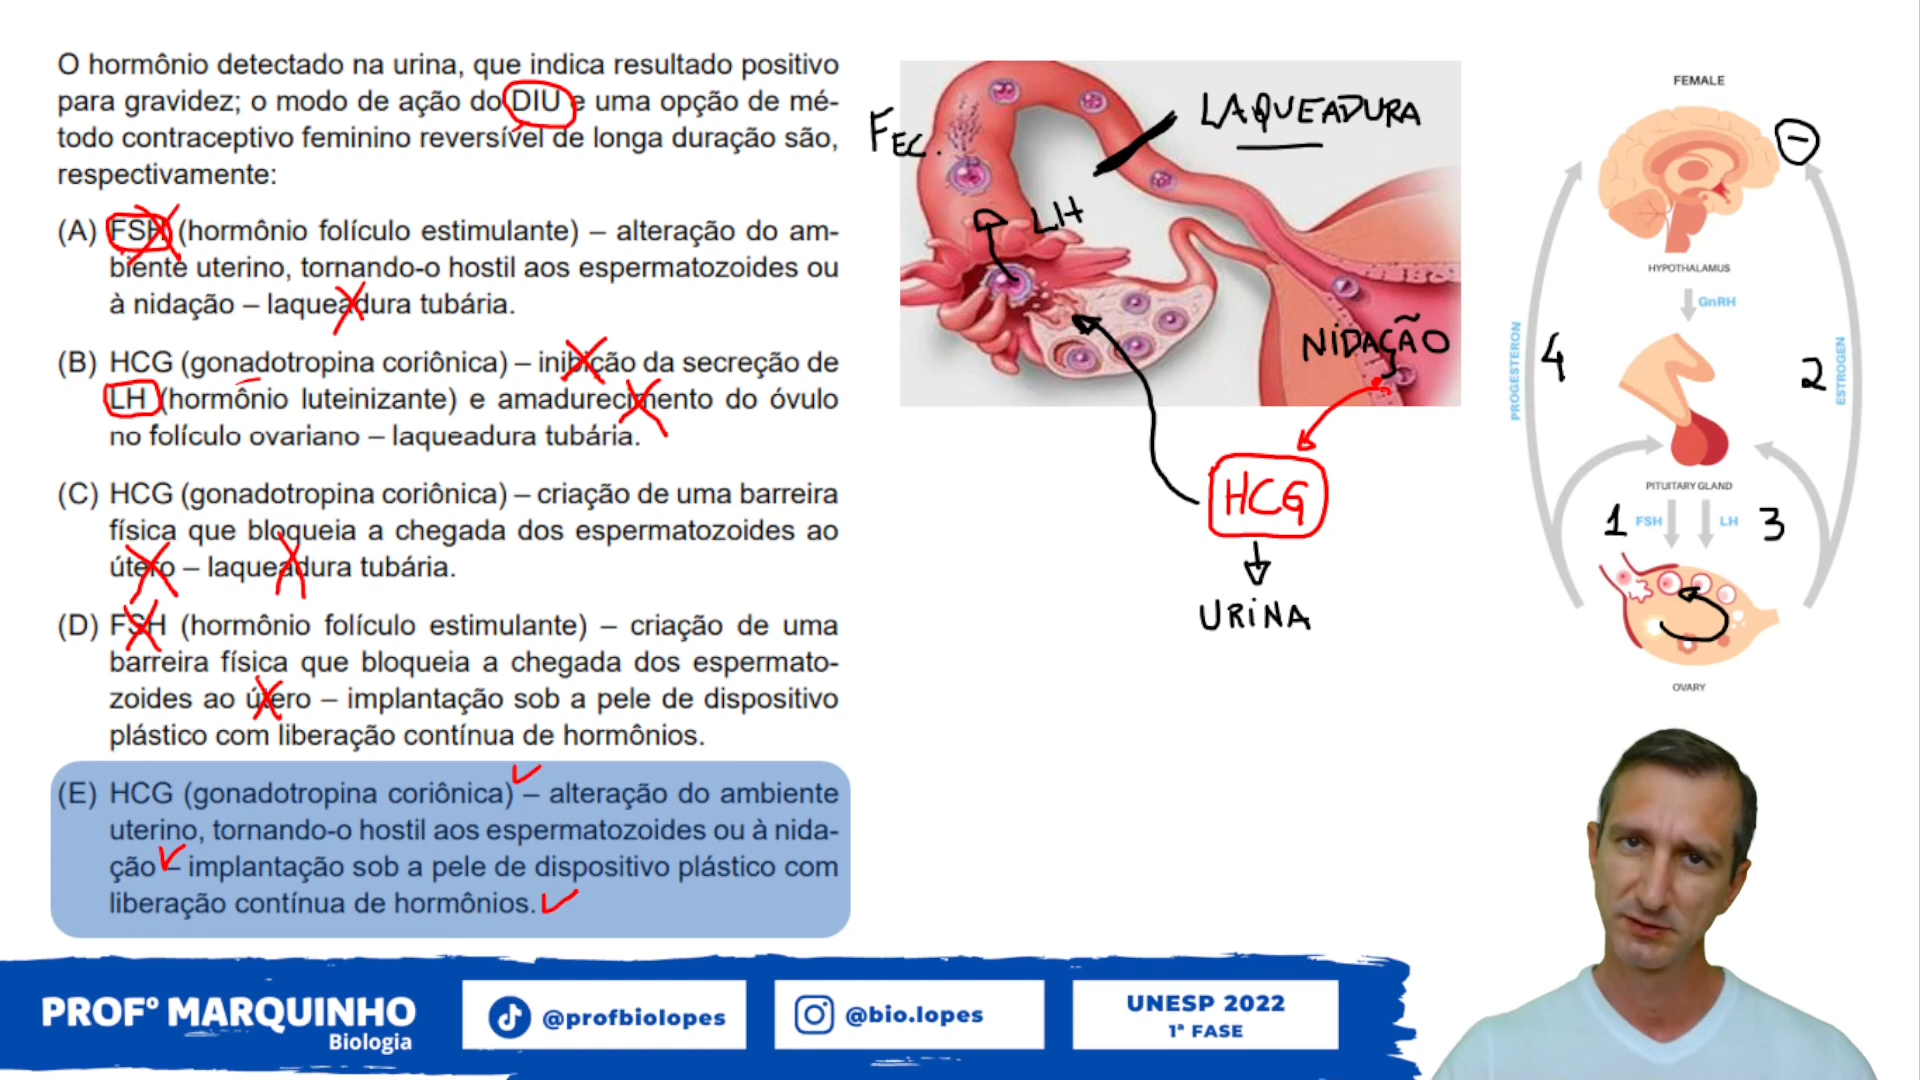 O hormônio detectado na urina, que indica resultado positivo
para gravidez; o modo de ação do DIU e uma opção de mé-
todo contraceptivo feminino reversível de longa duração são,
respectivamente:
(A) FSH (hormônio folículo estimulante) – alteração do am-
biente uterino, tornando-o hostil aos espermatozoides ou
à nidação – laqueadura tubária.
(B) HCG (gonadotropina coriônica) – inibição da secreção de
LH (hormônio luteinizante) e amadurecimento do óvulo
no folículo ovariano – laqueadura tubária.
(C) HCG (gonadotropina coriônica) – criação de uma barreira
física que bloqueia a chegada dos espermatozoides ao
útero – laqueadura tubária.
(D) FSH (hormônio folículo estimulante) – criação de uma
barreira física que bloqueia a chegada dos espermato-
zoides ao útero – implantação sob a pele de dispositivo
plástico com liberação contínua de hormônios.
(E) HCG (gonadotropina coriônica) – alteração do ambiente
uterino, tornando-o hostil aos espermatozoides ou à nida-
ção – implantação sob a pele de dispositivo plástico com
liberação contínua de hormônios.
FEC.
LAQUEADURA
LH
NIDAÇÃO
HCG
URINA
FEMALE
–
HYPOTHALAMUS
GnRH
PROGESTERON
4
2
ESTROGEN
PITUITARY GLAND
1 FSH LH 3
OVARY
PROFº MARQUINHO
Biologia
@profbiolopes
@bio.lopes
UNESP 2022
1ª FASE